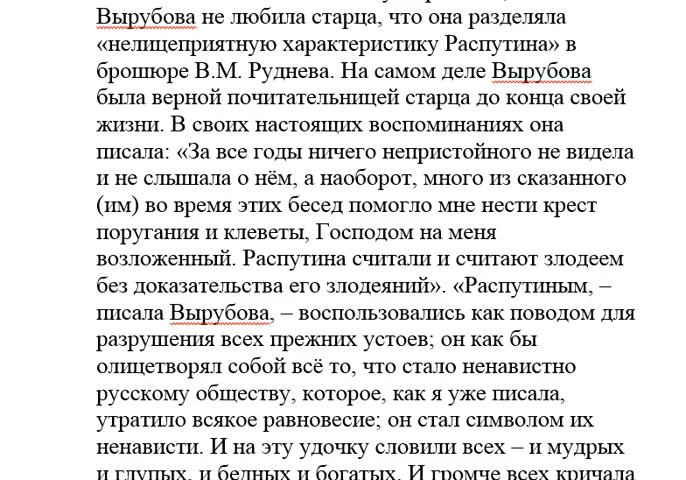 Вырубова не любила старца, что она разделяла
«нелицеприятную характеристику Распутина» в
брошюре В.М. Руднева. На самом деле Вырубова
была верной почитательницей старца до конца своей
жизни. В своих настоящих воспоминаниях она
писала: «За все годы ничего непристойного не видела
и не слышала о нём, а наоборот, много из сказанного
(им) во время этих бесед помогло мне нести крест
поругания и клеветы, Господом на меня
возложенный. Распутина считали и считают злодеем
без доказательства его злодеяний». «Распутиным, –
писала Вырубова, – воспользовались как поводом для
разрушения всех прежних устоев; он как бы
олицетворял собой всё то, что стало ненавистно
русскому обществу, которое, как я уже писала,
утратило всякое равновесие; он стал символом их
ненависти. И на эту удочку словили всех – и мудрых
и глупых, и бедных и богатых. И громче всех кричала